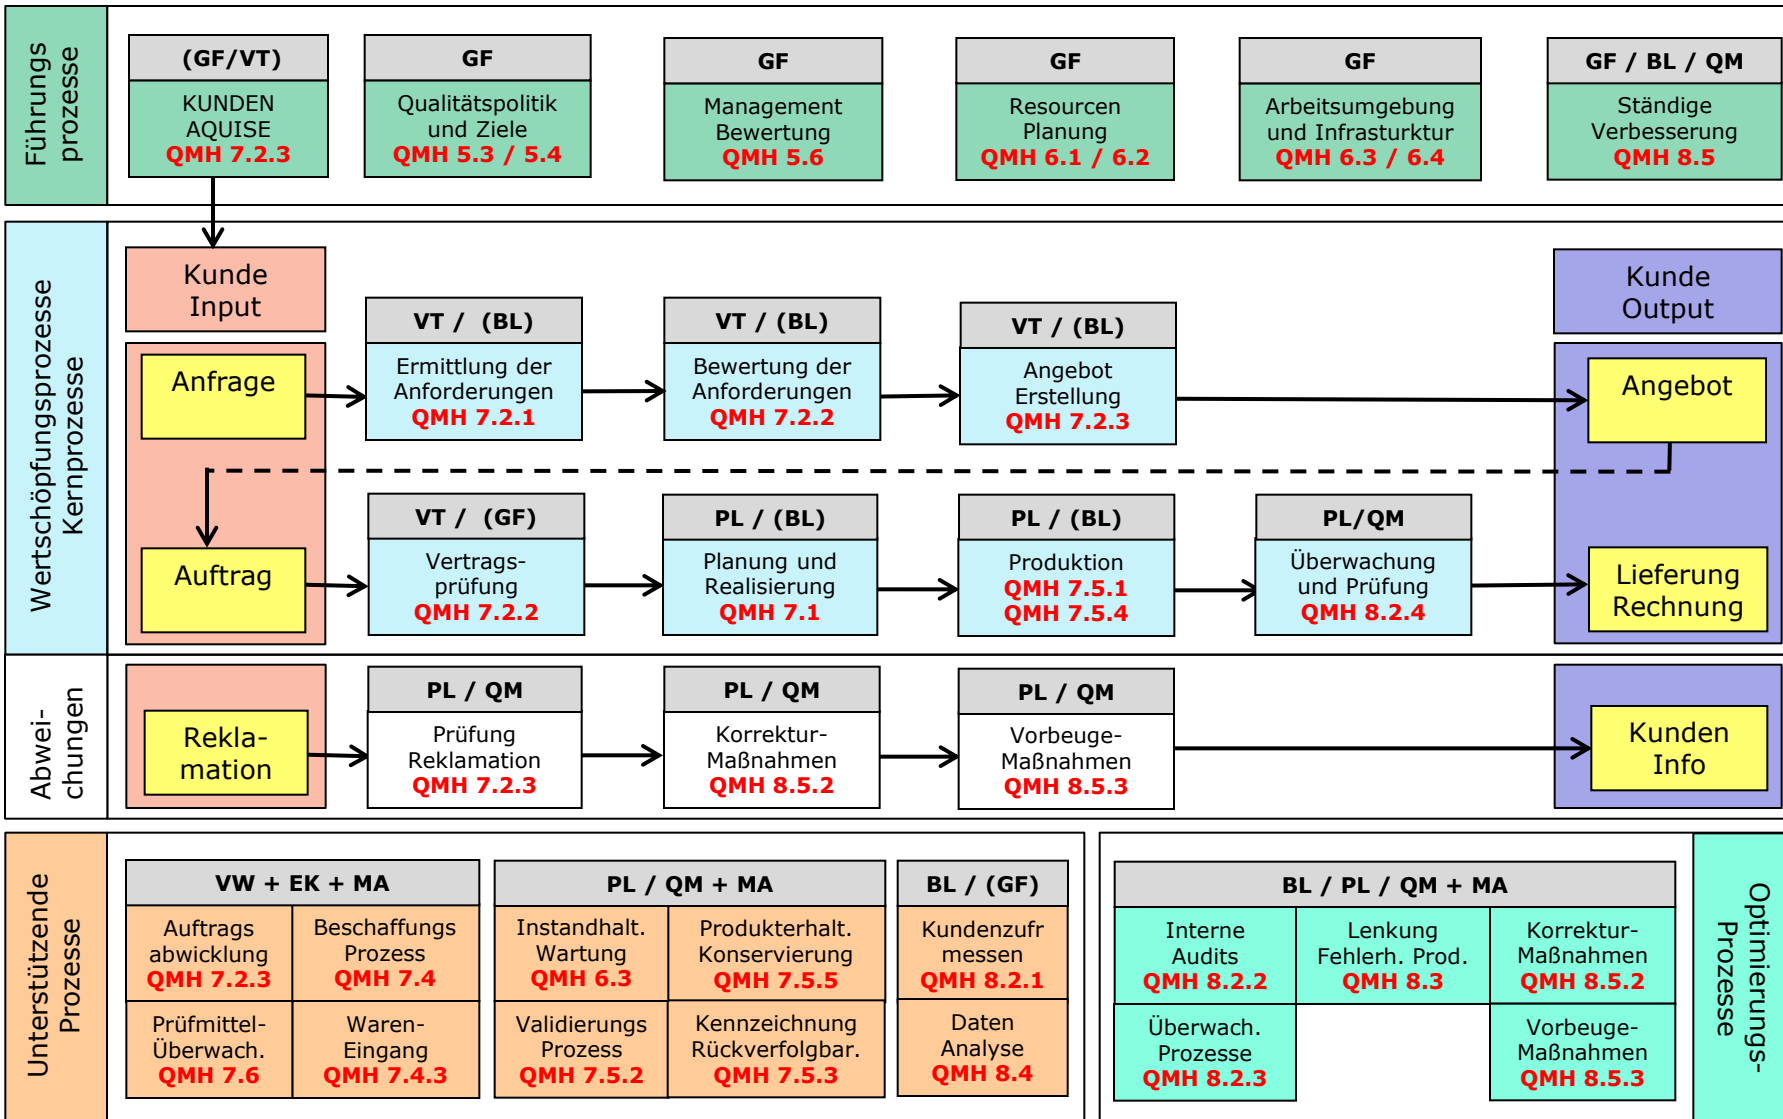 Führungs
prozesse
(GF/VT)
KUNDEN
AQUISE
QMH 7.2.3
GF
Qualitätspolitik
und Ziele
QMH 5.3 / 5.4
GF
Management
Bewertung
QMH 5.6
GF
Resourcen
Planung
QMH 6.1 / 6.2
GF
Arbeitsumgebung
und Infrasturktur
QMH 6.3 / 6.4
GF / BL / QM
Ständige
Verbesserung
QMH 8.5
Wertschöpfungsprozesse
Kernprozesse
Kunde
Input
Kunde
Output
Anfrage
VT / (BL)
Ermittlung der
Anforderungen
QMH 7.2.1
VT / (BL)
Bewertung der
Anforderungen
QMH 7.2.2
VT / (BL)
Angebot
Erstellung
QMH 7.2.3
Angebot
Auftrag
VT / (GF)
Vertrags-
prüfung
QMH 7.2.2
PL / (BL)
Planung und
Realisierung
QMH 7.1
PL / (BL)
Produktion
QMH 7.5.1
QMH 7.5.4
PL/QM
Überwachung
und Prüfung
QMH 8.2.4
Lieferung
Rechnung
Abwei-
chungen
Rekla-
mation
PL / QM
Prüfung
Reklamation
QMH 7.2.3
PL / QM
Korrektur-
Maßnahmen
QMH 8.5.2
PL / QM
Vorbeuge-
Maßnahmen
QMH 8.5.3
Kunden
Info
Unterstützende
Prozesse
VW + EK + MA
Auftrags
abwicklung
QMH 7.2.3
Beschaffungs
Prozess
QMH 7.4
Prüfmittel-
Überwach.
QMH 7.6
Waren-
Eingang
QMH 7.4.3
PL / QM + MA
Instandhalt.
Wartung
QMH 6.3
Produkterhalt.
Konservierung
QMH 7.5.5
Validierungs
Prozess
QMH 7.5.2
Kennzeichnung
Rückverfolgbar.
QMH 7.5.3
BL / (GF)
Kundenzufr
messen
QMH 8.2.1
Daten
Analyse
QMH 8.4
BL / PL / QM + MA
Interne
Audits
QMH 8.2.2
Lenkung
Fehlerh. Prod.
QMH 8.3
Korrektur-
Maßnahmen
QMH 8.5.2
Überwach.
Prozesse
QMH 8.2.3
Vorbeuge-
Maßnahmen
QMH 8.5.3
Optimierungs-
Prozesse